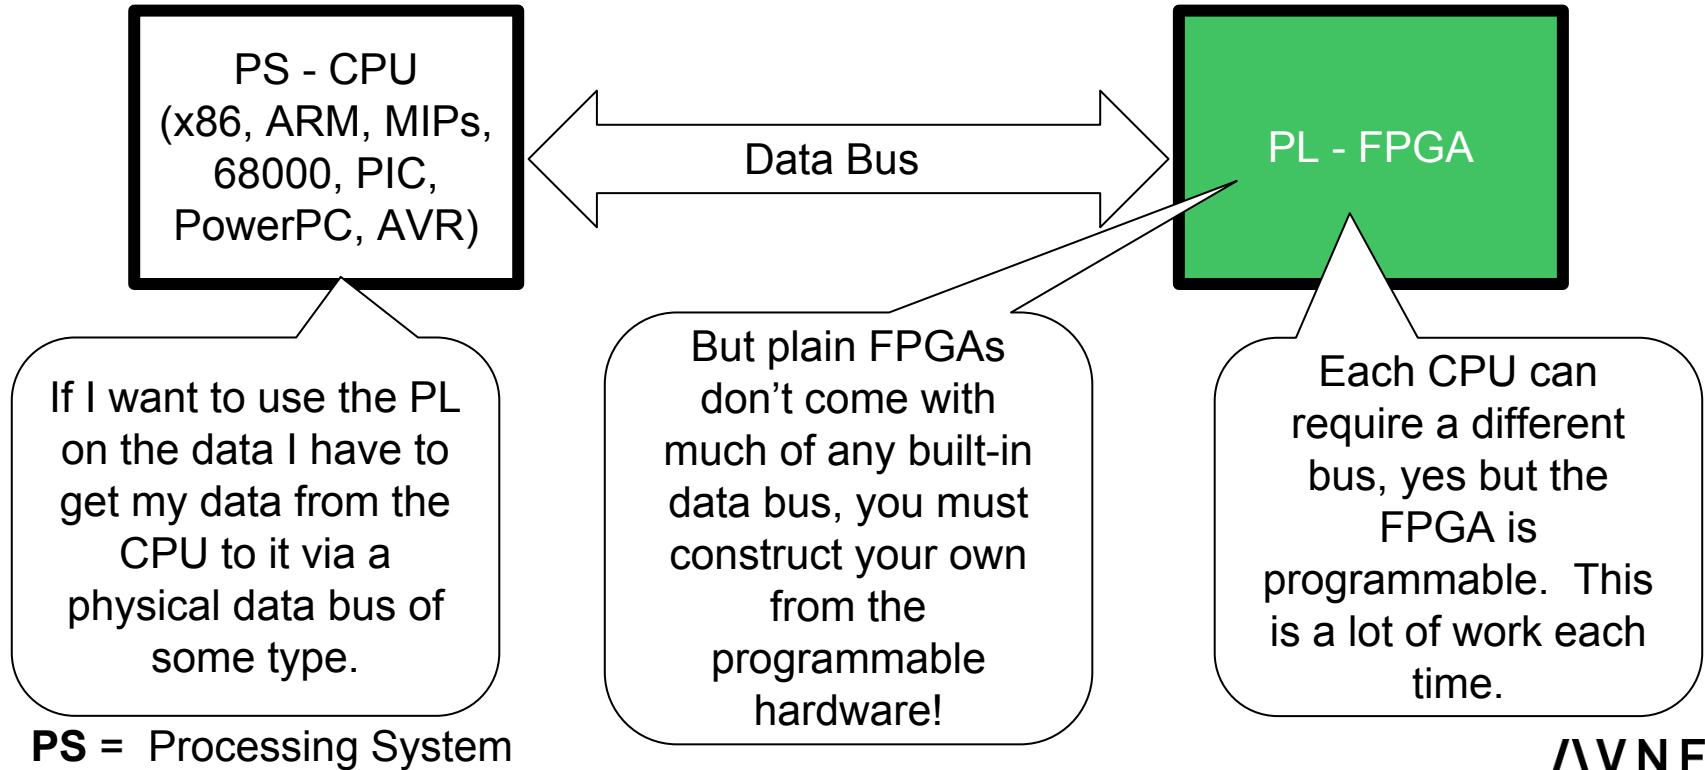 PS - CPU
(x86, ARM, MIPs,
68000, PIC,
PowerPC, AVR)
Data Bus
PL - FPGA
If I want to use the PL
on the data I have to
get my data from the
CPU to it via a
physical data bus of
some type.
But plain FPGAs
don’t come with
much of any built-in
data bus, you must
construct your own
from the
programmable
hardware!
Each CPU can
require a different
bus, yes but the
FPGA is
programmable.  This
is a lot of work each
time.
PS =  Processing System